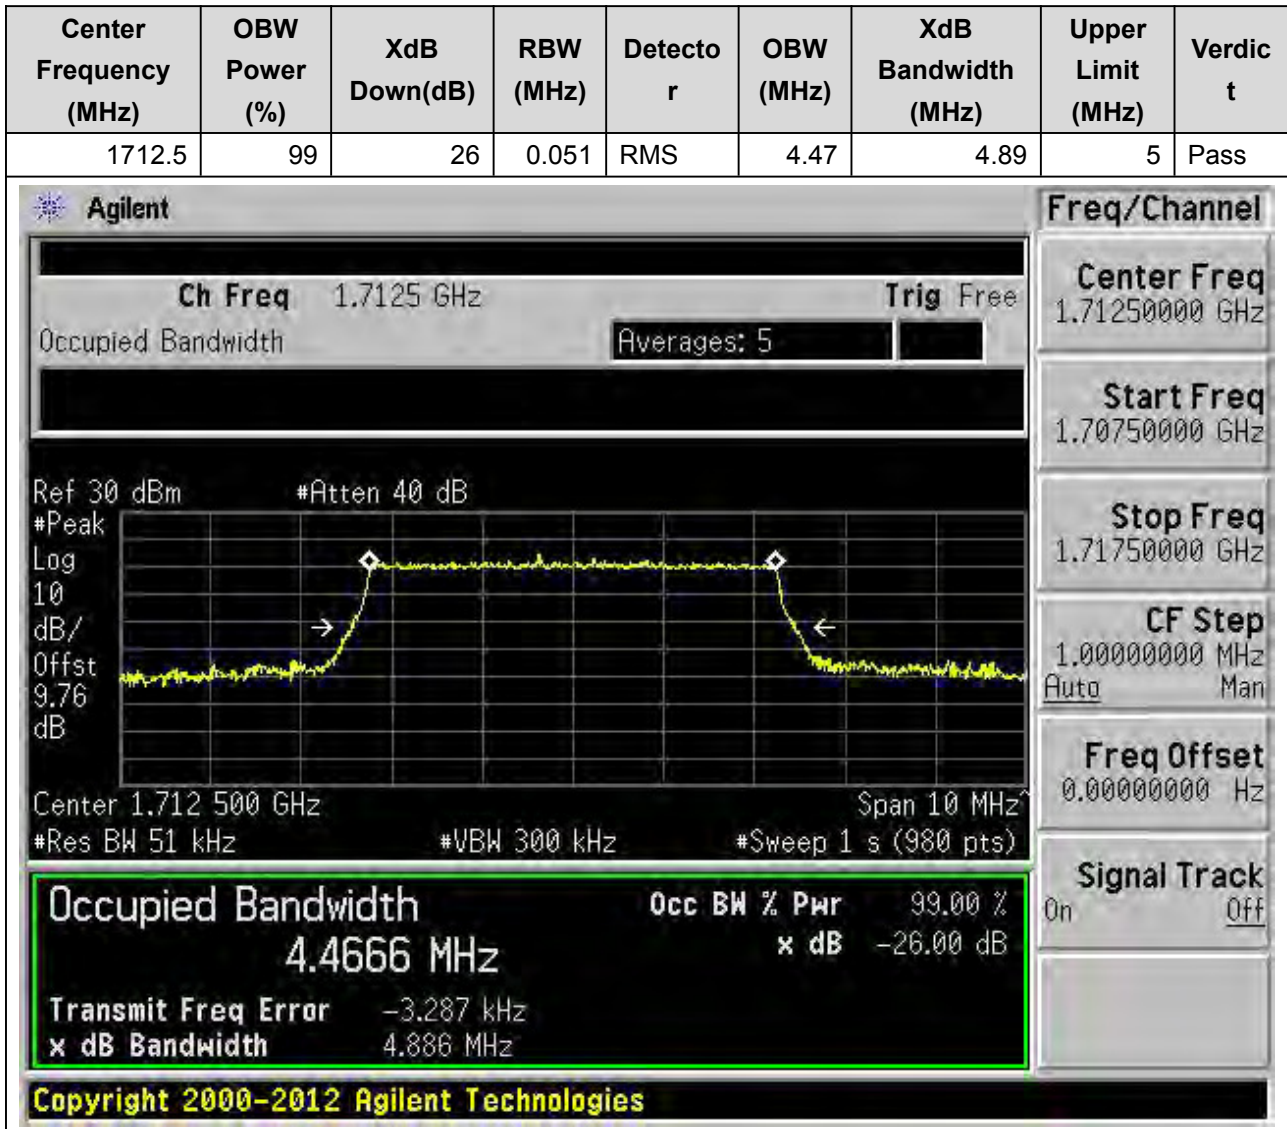 Center Frequency (MHz) OBW Power (%) XdB Down(dB) RBW (MHz) Detecto r OBW (MHz) XdB Bandwidth (MHz) Upper Limit (MHz) Verdic t
1712.5 99 26 0.051 RMS 4.47 4.89 5 Pass
Agilent
Freq/Channel
Ch Freq 1.7125 GHz Trig Free
Occupied Bandwidth Averages: 5
Center Freq
1.71250000 GHz
Start Freq
1.70750000 GHz
Stop Freq
1.71750000 GHz
CF Step
1.00000000 MHz
Auto Man
Freq Offset
0.00000000 Hz
Signal Track
On Off
Ref 30 dBm #Atten 40 dB
#Peak
Log
10
dB/
Offst
9.76
dB
Center 1.712 500 GHz Span 10 MHz^
#Res BW 51 kHz #VBW 300 kHz #Sweep 1 s (980 pts)
Occupied Bandwidth Occ BW % Pwr 99.00 %
4.4666 MHz x dB -26.00 dB
Transmit Freq Error -3.287 kHz
x dB Bandwidth 4.886 MHz
Copyright 2000-2012 Agilent Technologies